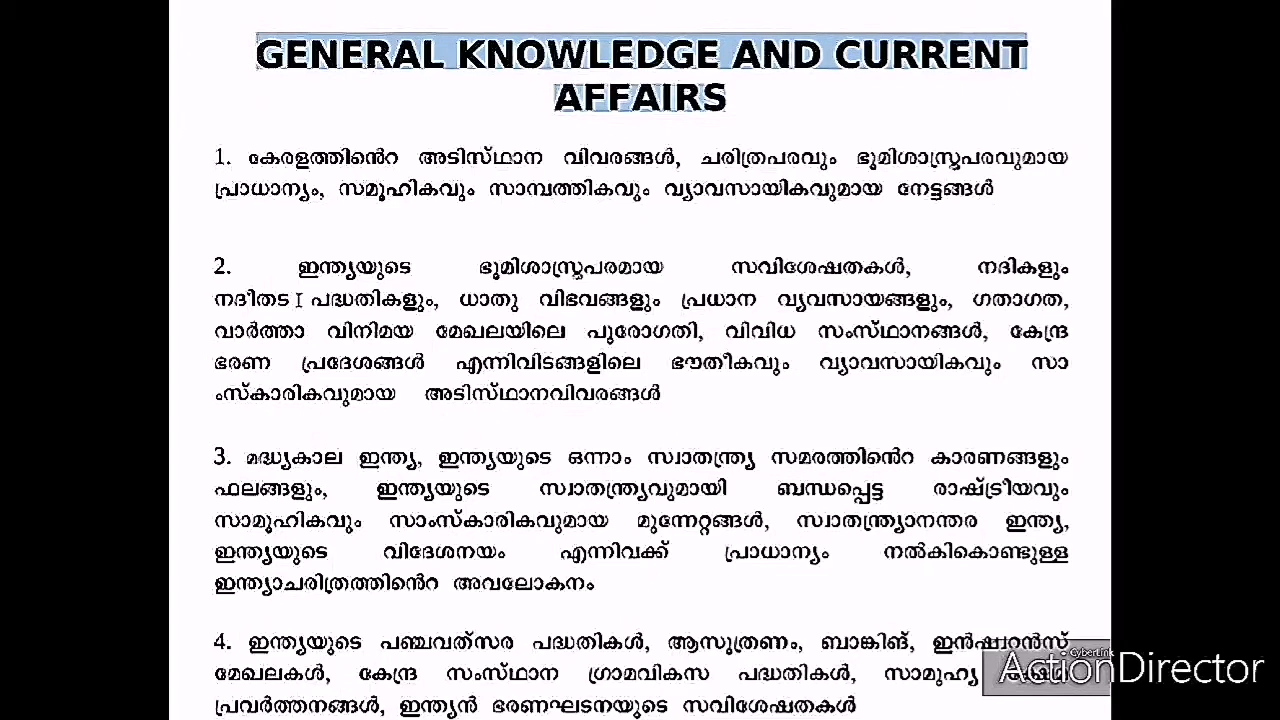 GENERAL KNOWLEDGE AND CURRENT
AFFAIRS
1. കേരളത്തിൻെറ അടിസ്ഥാന വിവരങ്ങൾ, ചരിത്രപരവും ഭൂമിശാസ്ത്രപരവുമായ
പ്രാധാന്യം, സമൂഹികവും സാമ്പത്തികവും വ്യാവസായികവുമായ നേട്ടങ്ങൾ
2. ഇന്ത്യയുടെ ഭൂമിശാസ്ത്രപരമായ സവിശേഷതകൾ, നദികളും
നദീതട പദ്ധതികളും, ധാതു വിഭവങ്ങളും പ്രധാന വ്യവസായങ്ങളും, ഗതാഗത,
വാർത്താ വിനിമയ മേഖലയിലെ പുരോഗതി, വിവിധ സംസ്ഥാനങ്ങൾ, കേന്ദ്ര
ഭരണ പ്രദേശങ്ങൾ എന്നിവിടങ്ങളിലെ ഭൗതീകവും വ്യാവസായികവും സാ
ംസ്കാരികവുമായ അടിസ്ഥാനവിവരങ്ങൾ
3. മദ്ധ്യകാല ഇന്ത്യ, ഇന്ത്യയുടെ ഒന്നാം സ്വാതന്ത്ര്യ സമരത്തിൻെറ കാരണങ്ങളും
ഫലങ്ങളും, ഇന്ത്യയുടെ സ്വാതന്ത്ര്യവുമായി ബന്ധപ്പെട്ട രാഷ്ട്രീയവും
സാമൂഹികവും സാംസ്കാരികവുമായ മുന്നേറ്റങ്ങൾ, സ്വാതന്ത്ര്യാനന്തര ഇന്ത്യ,
ഇന്ത്യയുടെ വിദേശനയം എന്നിവക്ക് പ്രാധാന്യം നൽകികൊണ്ടുള്ള
ഇന്ത്യാചരിത്രത്തിൻെറ അവലോകനം
4. ഇന്ത്യയുടെ പഞ്ചവത്സര പദ്ധതികൾ, ആസൂത്രണം, ബാങ്കിങ്, ഇൻഷ്വറൻസ്
മേഖലകൾ, കേന്ദ്ര സംസ്ഥാന ഗ്രാമവികസ പദ്ധതികൾ, സാമുഹ്യ
പ്രവർത്തനങ്ങൾ, ഇന്ത്യൻ ഭരണഘടനയുടെ സവിശേഷതകൾ
CyberLink
ActionDirector